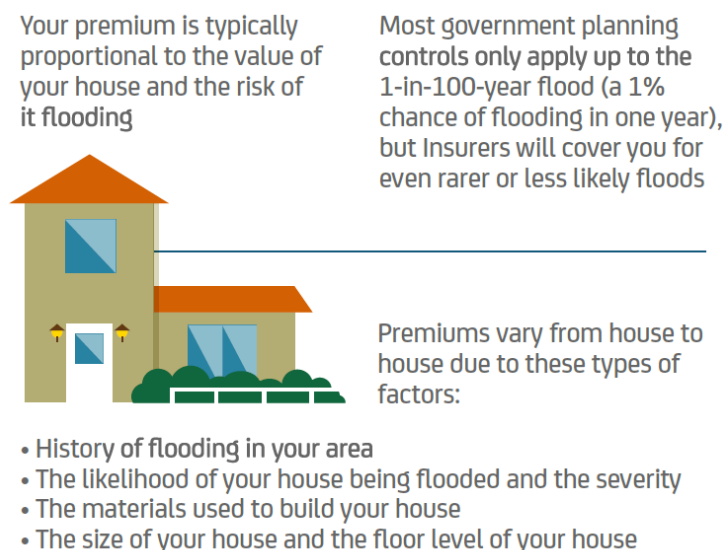 Your premium is typically
proportional to the value of
your house and the risk of
it flooding
Most government planning
controls only apply up to the
1-in-100-year flood (a 1%
chance of flooding in one year),
but Insurers will cover you for
even rarer or less likely floods
Premiums vary from house to
house due to these types of
factors:
• History of flooding in your area
• The likelihood of your house being flooded and the severity
• The materials used to build your house
• The size of your house and the floor level of your house